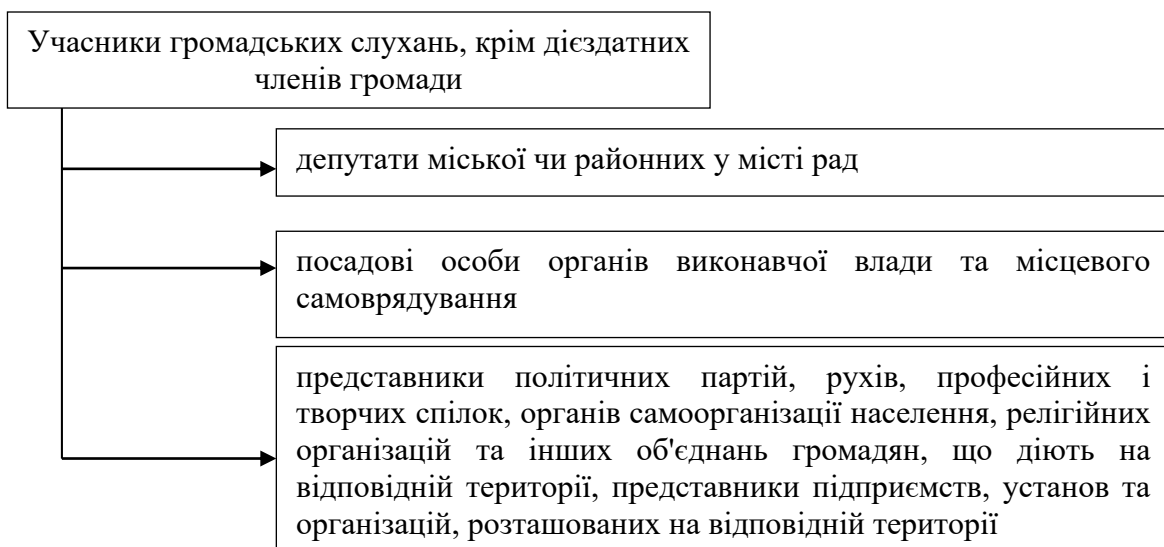 Учасники громадських слухань, крім дієздатних
членів громади
депутати міської чи районних у місті рад
посадові особи органів виконавчої влади та місцевого
самоврядування
представники політичних партій, рухів, професійних і
творчих спілок, органів самоорганізації населення, релігійних
організацій та інших об'єднань громадян, що діють на
відповідній території, представники підприємств, установ та
організацій, розташованих на відповідній території